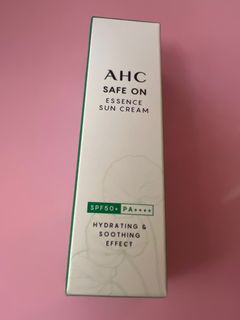 AHC
SAFE ON
ESSENCE
SUN CREAM
SPF50+ PA++++
HYDRATING &
SOOTHING
EFFECT